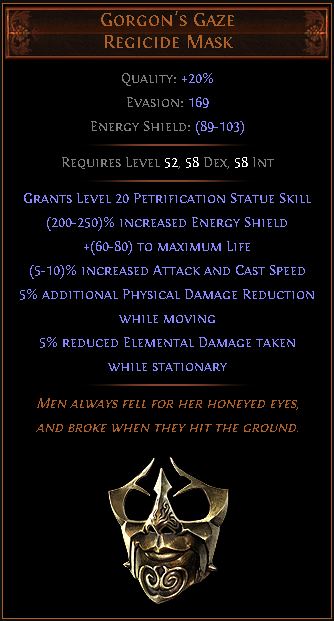 Gorgon's Gaze
Regicide Mask
Quality: +20%
Evasion: 169
Energy Shield: (89-103)
Requires Level 52, 58 Dex, 58 Int
Grants Level 20 Petrification Statue Skill
(200-250)% increased Energy Shield
+(60-80) to maximum Life
(5-10)% increased Attack and Cast Speed
5% additional Physical Damage Reduction
while moving
5% reduced Elemental Damage taken
while stationary
Men always fell for her honeyed eyes,
and broke when they hit the ground.